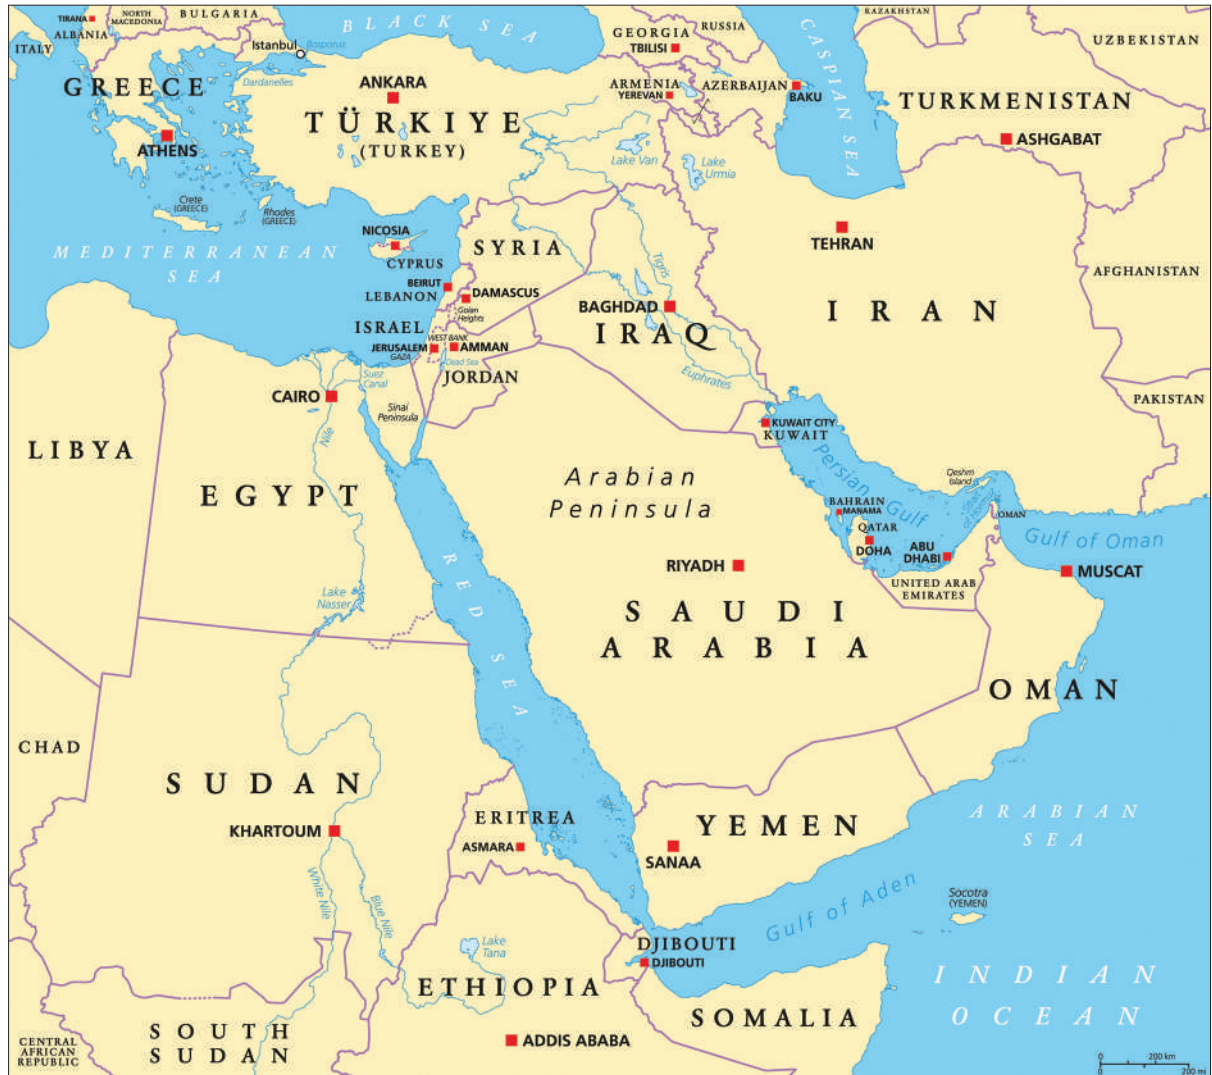 TIRANA
ALBANIA
NORTH
MACEDONIA
BULGARIA
BLACK SEA
GEORGIA
TBILISI
RUSSIA
KAZAKHSTAN
UZBEKISTAN
ITALY
Istanbul
Bosporus
Dardanelles
GREECE
ATHENS
ANKARA
TÜRKIYE
(TURKEY)
ARMENIA
YEREVAN
AZERBAIJAN
BAKU
CASPIAN SEA
TURKMENISTAN
ASHGABAT
Lake Van
Lake
Urmia
Crete
(GREECE)
Rhodes
(GREECE)
MEDITERRANEAN
SEA
NICOSIA
CYPRUS
SYRIA
Tigris
TEHRAN
IRAN
AFGHANISTAN
BEIRUT
LEBANON
DAMASCUS
Golan
Heights
BAGHDAD
IRAQ
Euphrates
ISRAEL
WEST BANK
JERUSALEM
GAZA
AMMAN
Dead Sea
JORDAN
Suez
Canal
CAIRO
Nile
Sinai
Peninsula
PAKISTAN
LIBYA
EGYPT
KUWAIT CITY
KUWAIT
Persian Gulf
Arabian
Peninsula
Qeshm
Island
Strait
of Hormuz
BAHRAIN
MANAMA
QATAR
DOHA
OMAN
Gulf of Oman
ABU
DHABI
MUSCAT
UNITED ARAB
EMIRATES
RIYADH
SAUDI
ARABIA
RED SEA
Lake
Nasser
OMAN
CHAD
SUDAN
KHARTOUM
ERITREA
ASMARA
YEMEN
SANAA
ARABIAN
SEA
White Nile
Blue Nile
Gulf of Aden
Socotra
(YEMEN)
Lake
Tana
DJIBOUTI
DJIBOUTI
ETHIOPIA
ADDIS ABABA
SOMALIA
INDIAN
OCEAN
SOUTH
SUDAN
CENTRAL
AFRICAN
REPUBLIC
0 200 km
0 200 mi